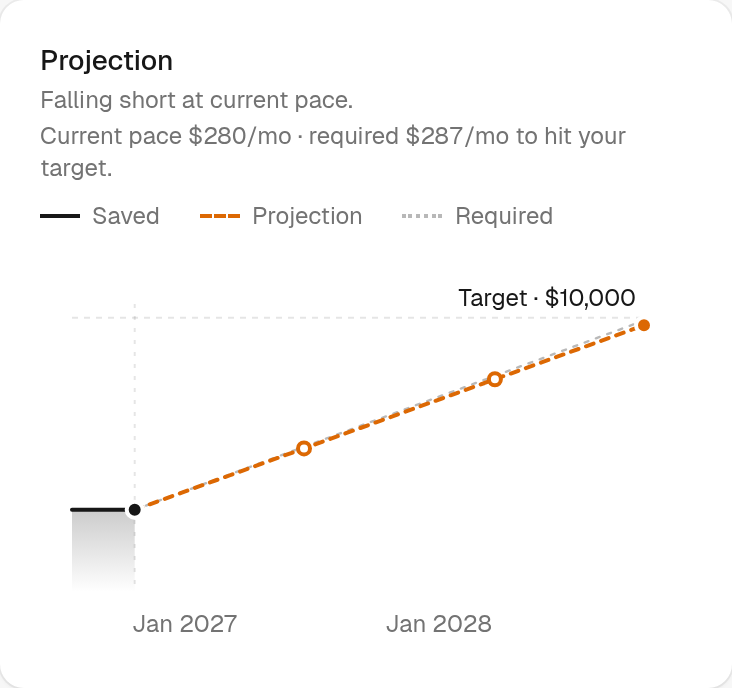 Projection
Falling short at current pace.
Current pace $280/mo · required $287/mo to hit your
target.
Saved Projection Required
Target · $10,000
Jan 2027 Jan 2028